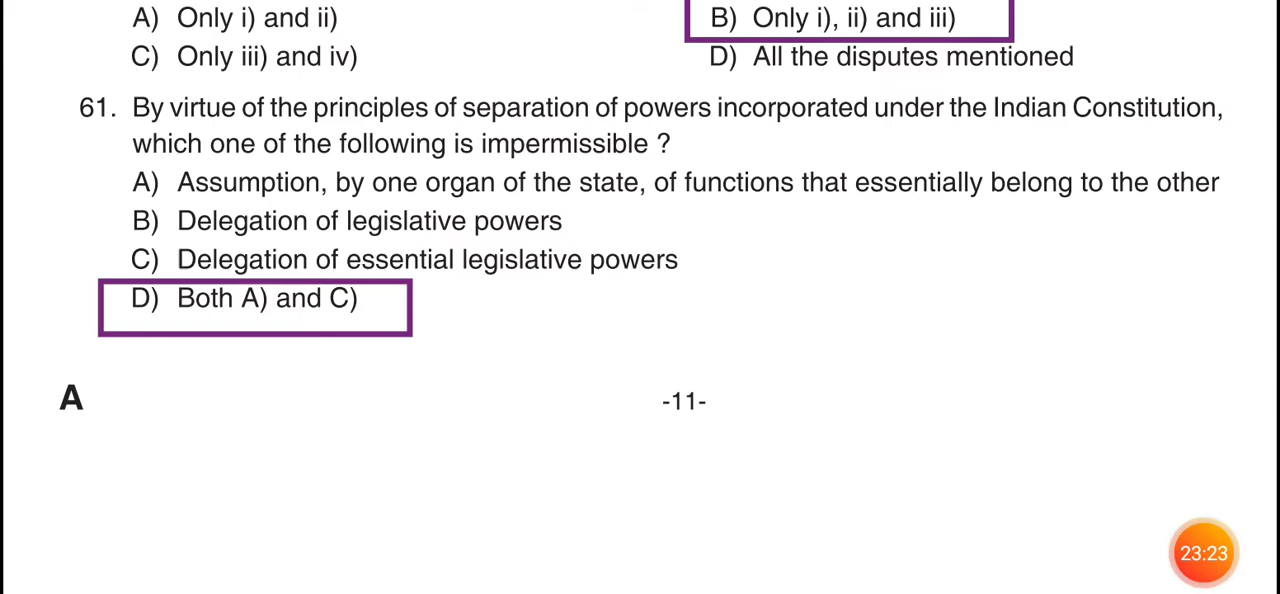 A) Only i) and ii) B) Only i), ii) and iii)
C) Only iii) and iv) D) All the disputes mentioned
61. By virtue of the principles of separation of powers incorporated under the Indian Constitution,
which one of the following is impermissible ?
A) Assumption, by one organ of the state, of functions that essentially belong to the other
B) Delegation of legislative powers
C) Delegation of essential legislative powers
D) Both A) and C)
A -11-
23:23